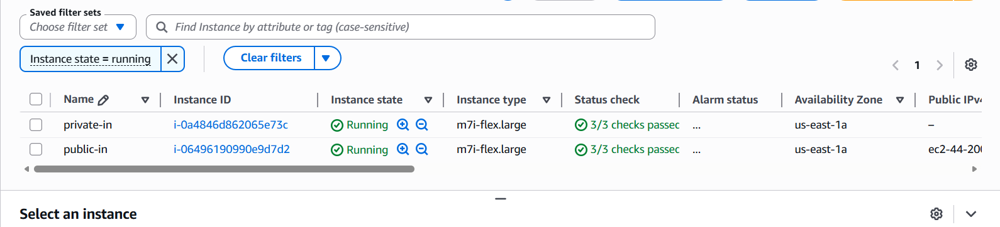 Saved filter sets
Choose filter set
Find Instance by attribute or tag (case-sensitive)
Instance state = running
Clear filters
1
Name Instance ID Instance state Instance type Status check Alarm status Availability Zone Public IPv4
private-in i-0a4846d862065e73c Running m7i-flex.large 3/3 checks passec ... us-east-1a –
public-in i-06496190990e9d7d2 Running m7i-flex.large 3/3 checks passec ... us-east-1a ec2-44-20
Select an instance